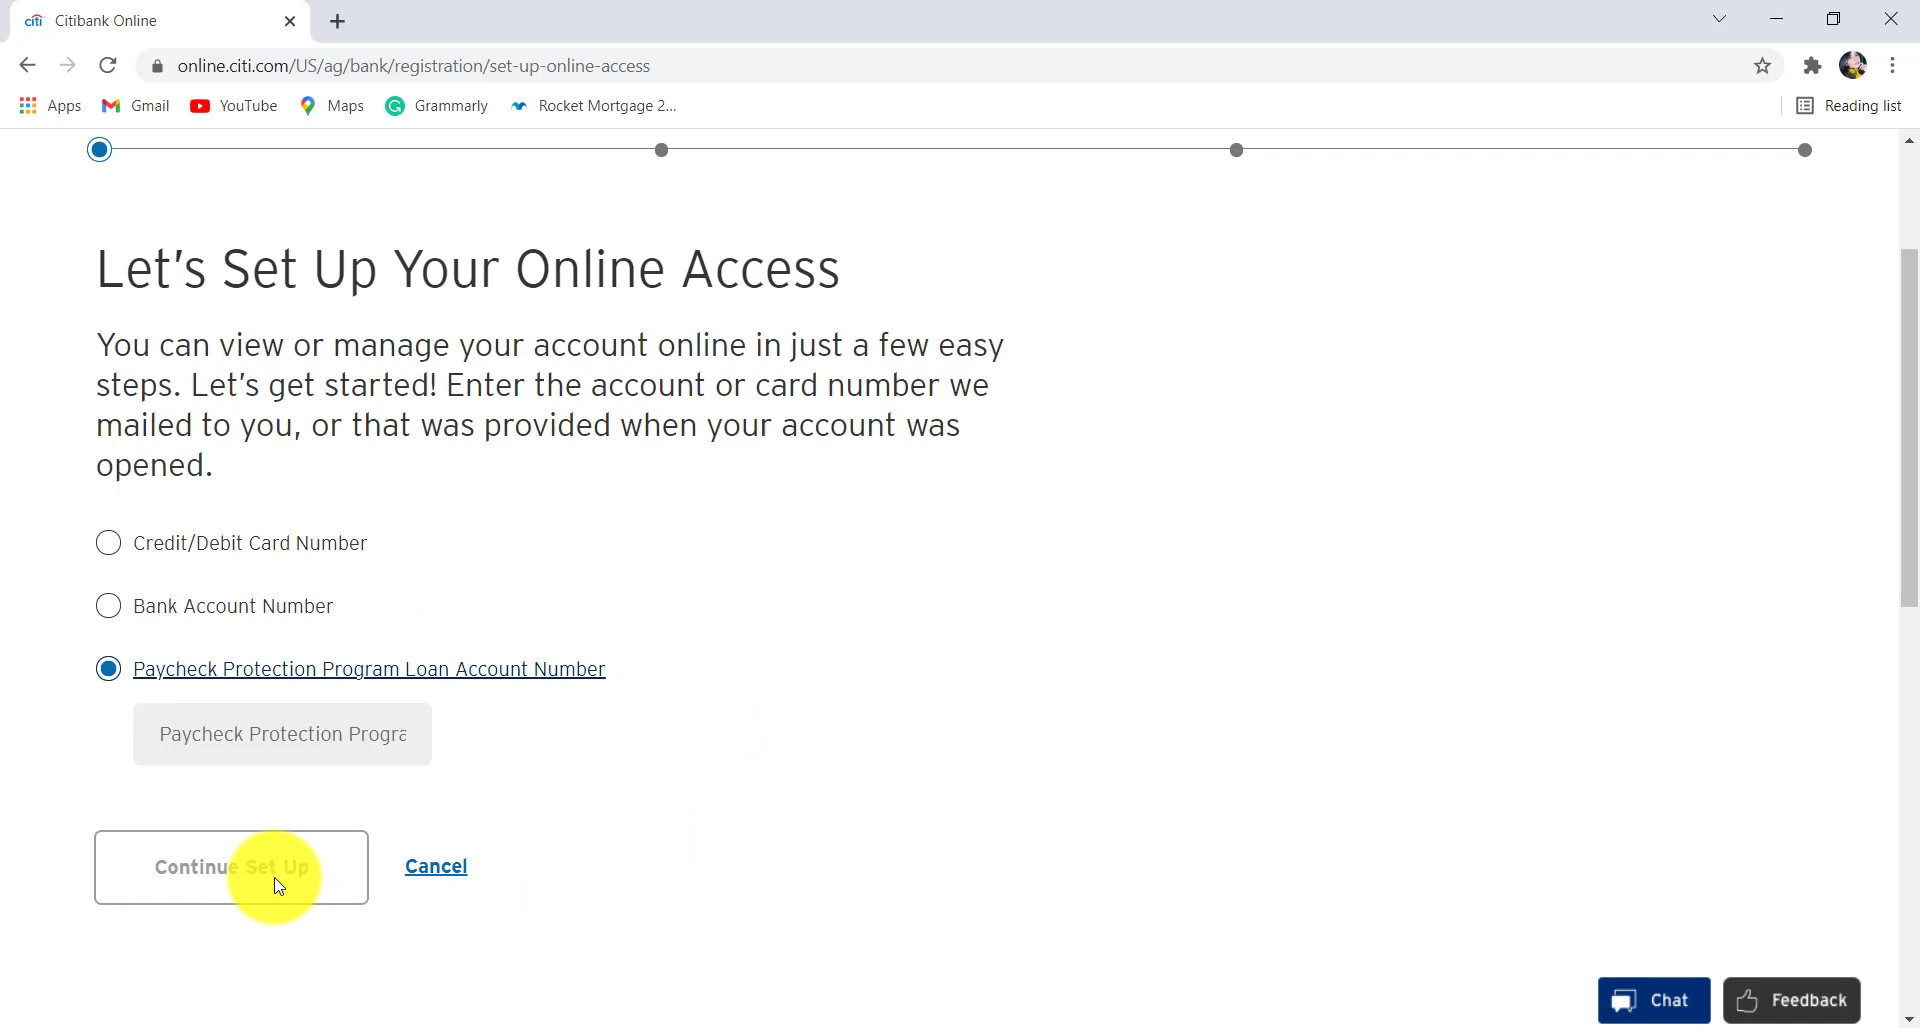 citi Citibank Online
online.citi.com/US/ag/bank/registration/set-up-online-access
Apps Gmail YouTube Maps Grammarly Rocket Mortgage 2... Reading list
Let's Set Up Your Online Access
You can view or manage your account online in just a few easy
steps. Let's get started! Enter the account or card number we
mailed to you, or that was provided when your account was
opened.
Credit/Debit Card Number
Bank Account Number
Paycheck Protection Program Loan Account Number
Paycheck Protection Progra
Continue Set Up Cancel
Chat Feedback